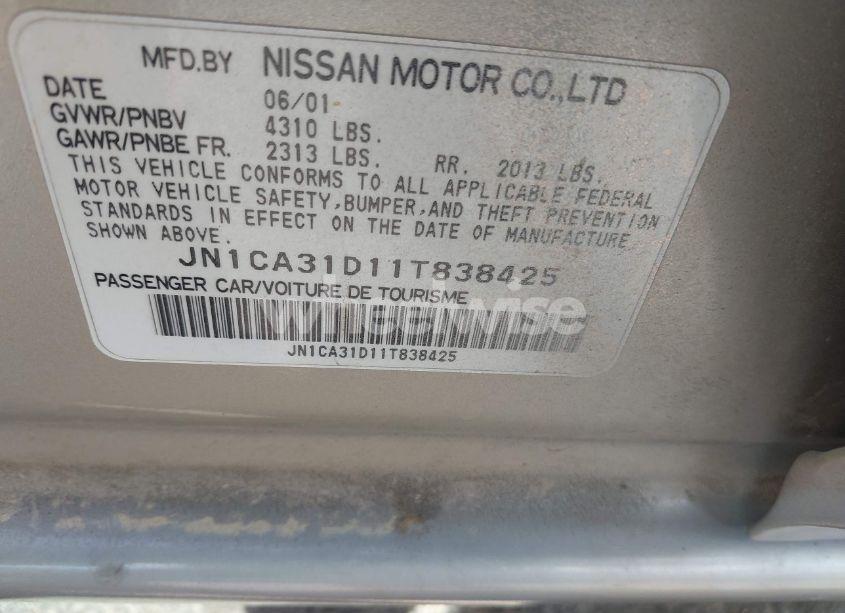 MFD.BY NISSAN MOTOR CO.,LTD
DATE 06/01
GVWR/PNBV 4310 LBS.
GAWR/PNBE FR. 2313 LBS. RR. 2013 LBS.
THIS VEHICLE CONFORMS TO ALL APPLICABLE FEDERAL
MOTOR VEHICLE SAFETY,BUMPER,AND THEFT PREVENTION
STANDARDS IN EFFECT ON THE DATE OF MANUFACTURE
SHOWN ABOVE.
JN1CA31D11T838425
PASSENGER CAR/VOITURE DE TOURISME
wheelwise
JN1CA31D11T838425